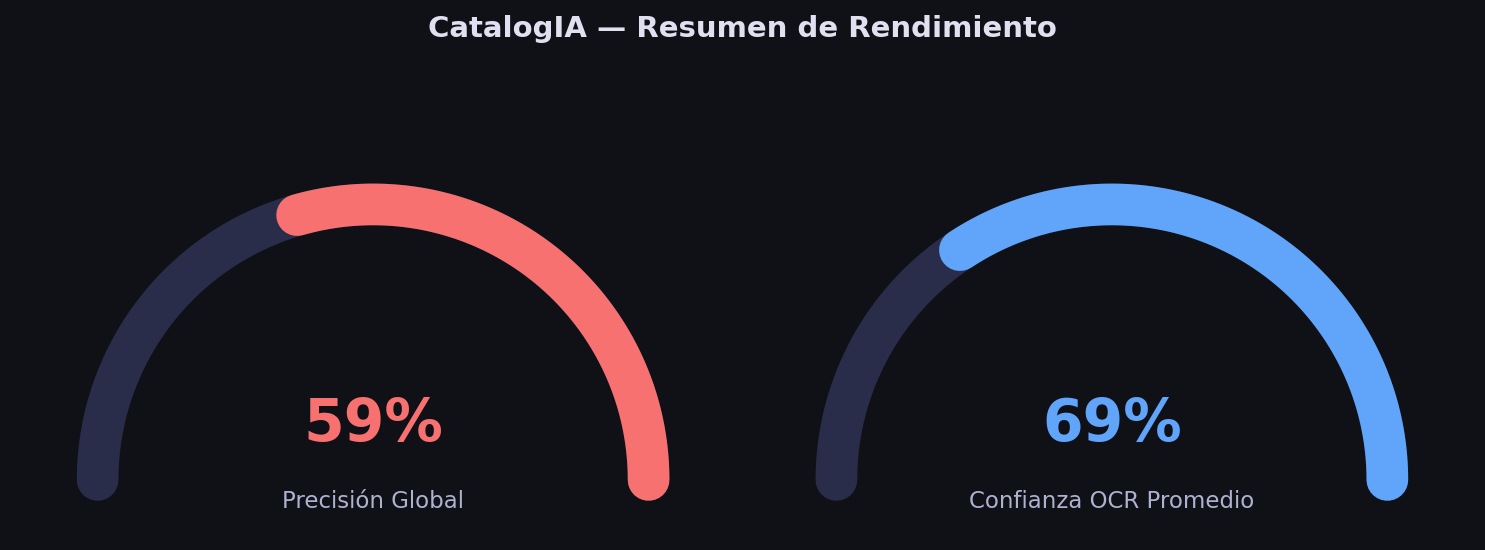 CatalogIA — Resumen de Rendimiento
59%
Precisión Global
69%
Confianza OCR Promedio